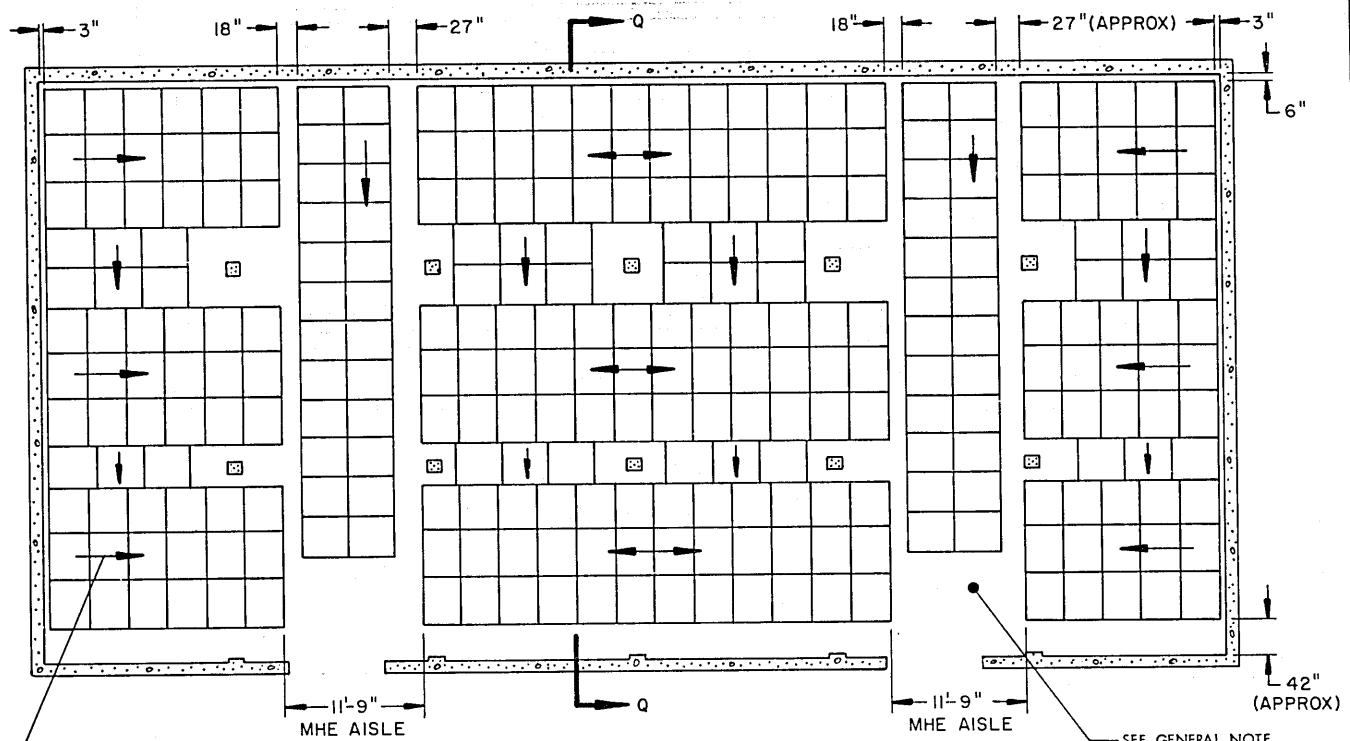 3"
18"
27"
Q
18"
27" (APPROX)
3"
6"
11'-9"
MHE AISLE
Q
11'-9"
MHE AISLE
42"
(APPROX)
SEE GENERAL NOTE